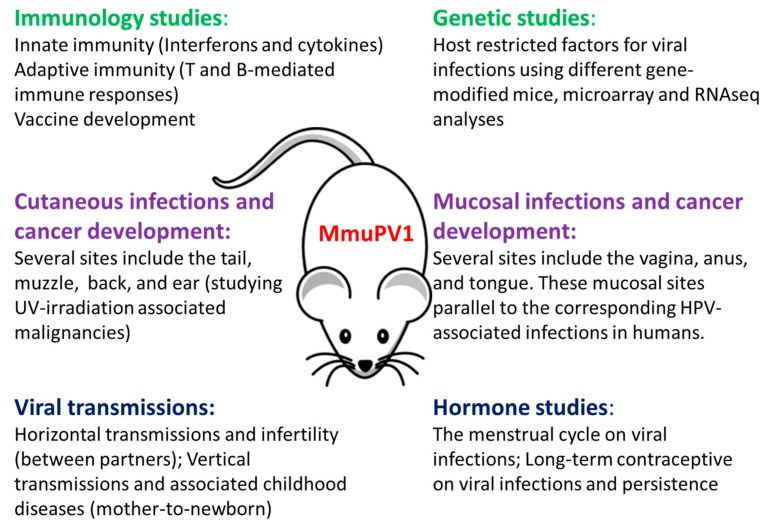 Immunology studies:
Innate immunity (Interferons and cytokines)
Adaptive immunity (T and B-mediated
immune responses)
Vaccine development
Genetic studies:
Host restricted factors for viral
infections using different gene-
modified mice, microarray and RNAseq
analyses
Cutaneous infections and
cancer development:
Several sites include the tail,
muzzle, back, and ear (studying
UV-irradiation associated
malignancies)
MmuPV1
Mucosal infections and cancer
development:
Several sites include the vagina, anus,
and tongue. These mucosal sites
parallel to the corresponding HPV-
associated infections in humans.
Viral transmissions:
Horizontal transmissions and infertility
(between partners); Vertical
transmissions and associated childhood
diseases (mother-to-newborn)
Hormone studies:
The menstrual cycle on viral
infections; Long-term contraceptive
on viral infections and persistence